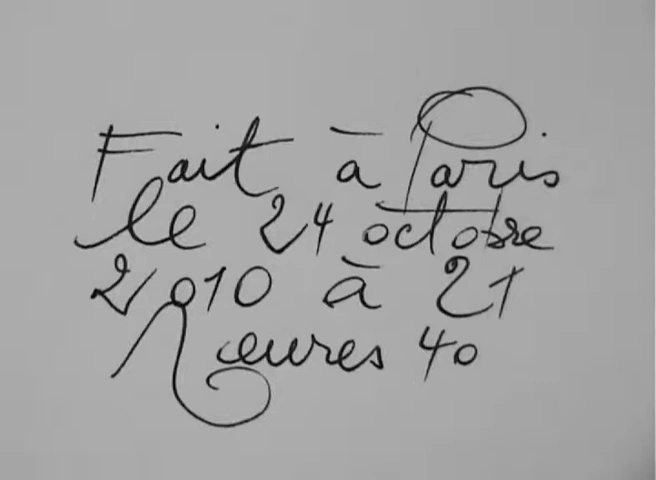 Fait à Paris
le 24 octobre
2010 à 21
heures 40